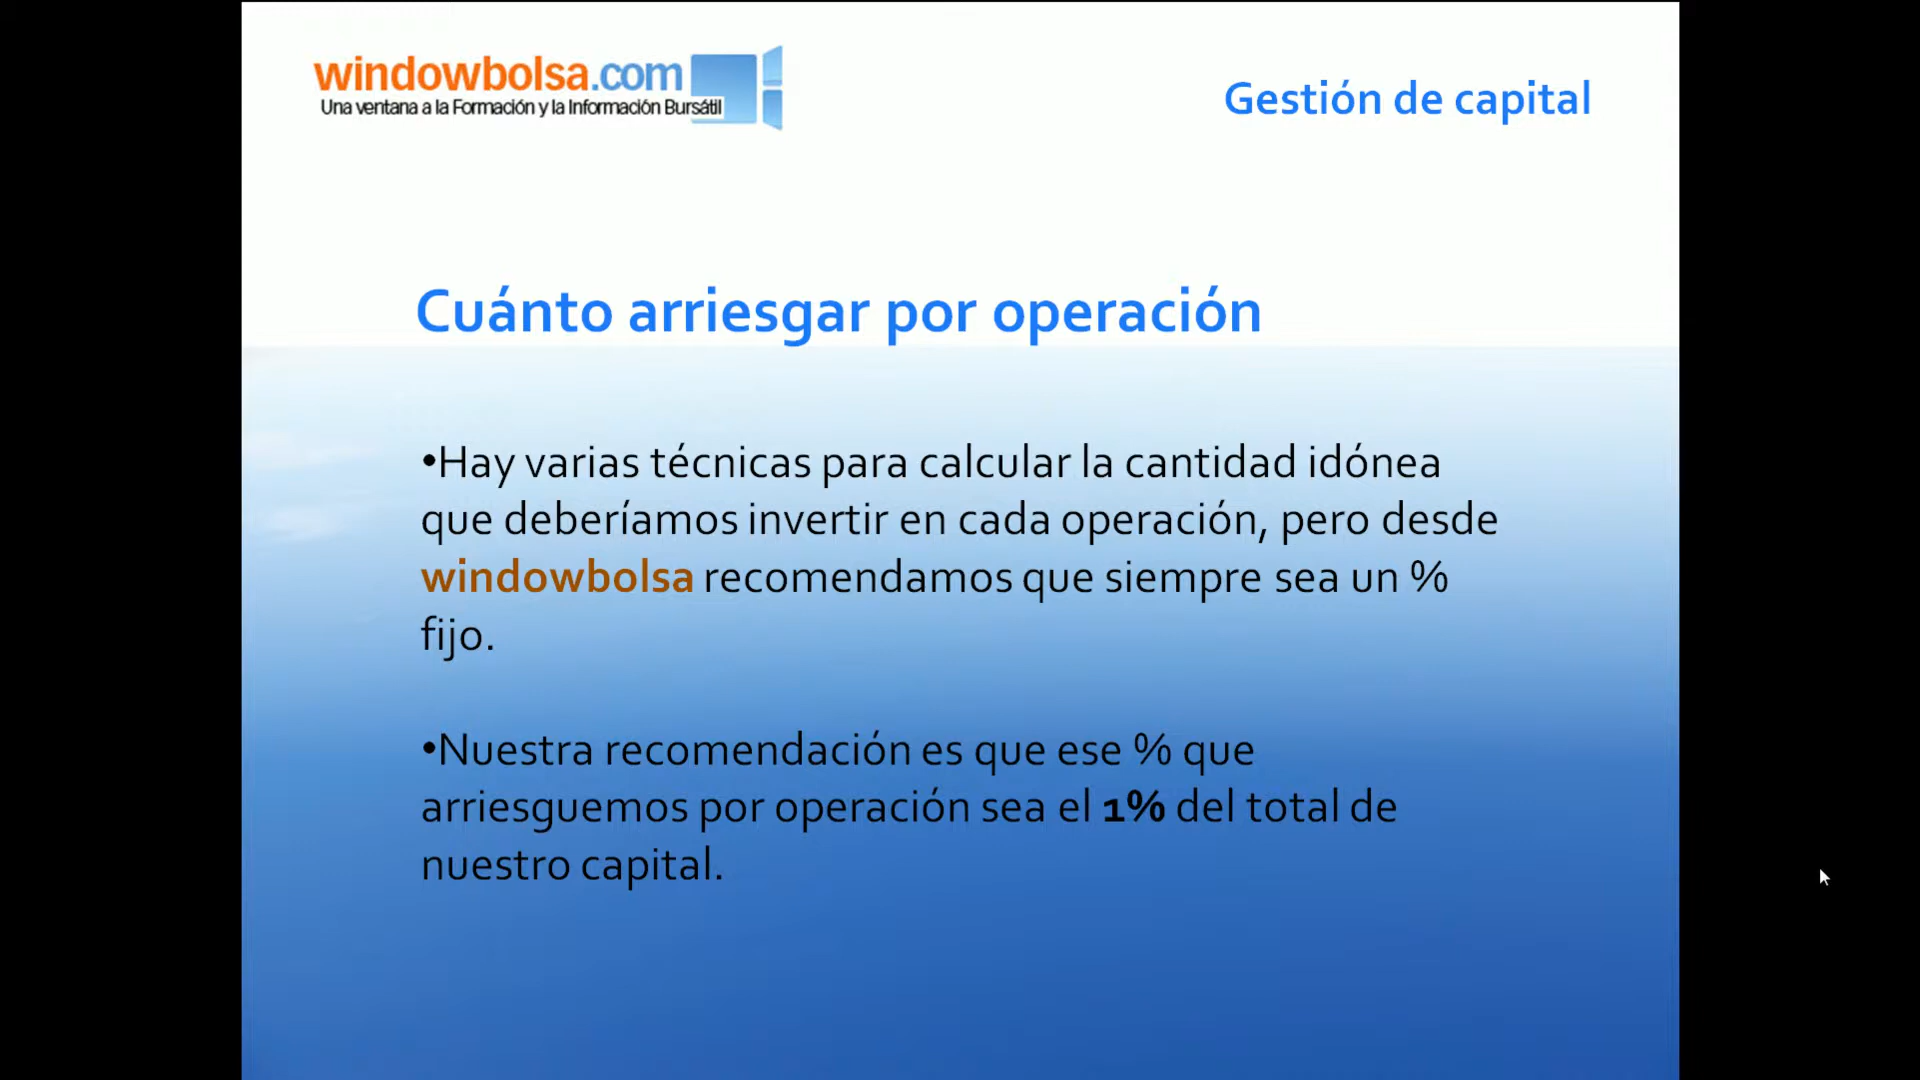 windowbolsa.com
Una ventana a la Formación y la Información Bursátil
Gestión de capital
Cuánto arriesgar por operación
•Hay varias técnicas para calcular la cantidad idónea
que deberíamos invertir en cada operación, pero desde
windowbolsa recomendamos que siempre sea un %
fijo.
•Nuestra recomendación es que ese % que
arriesguemos por operación sea el 1% del total de
nuestro capital.